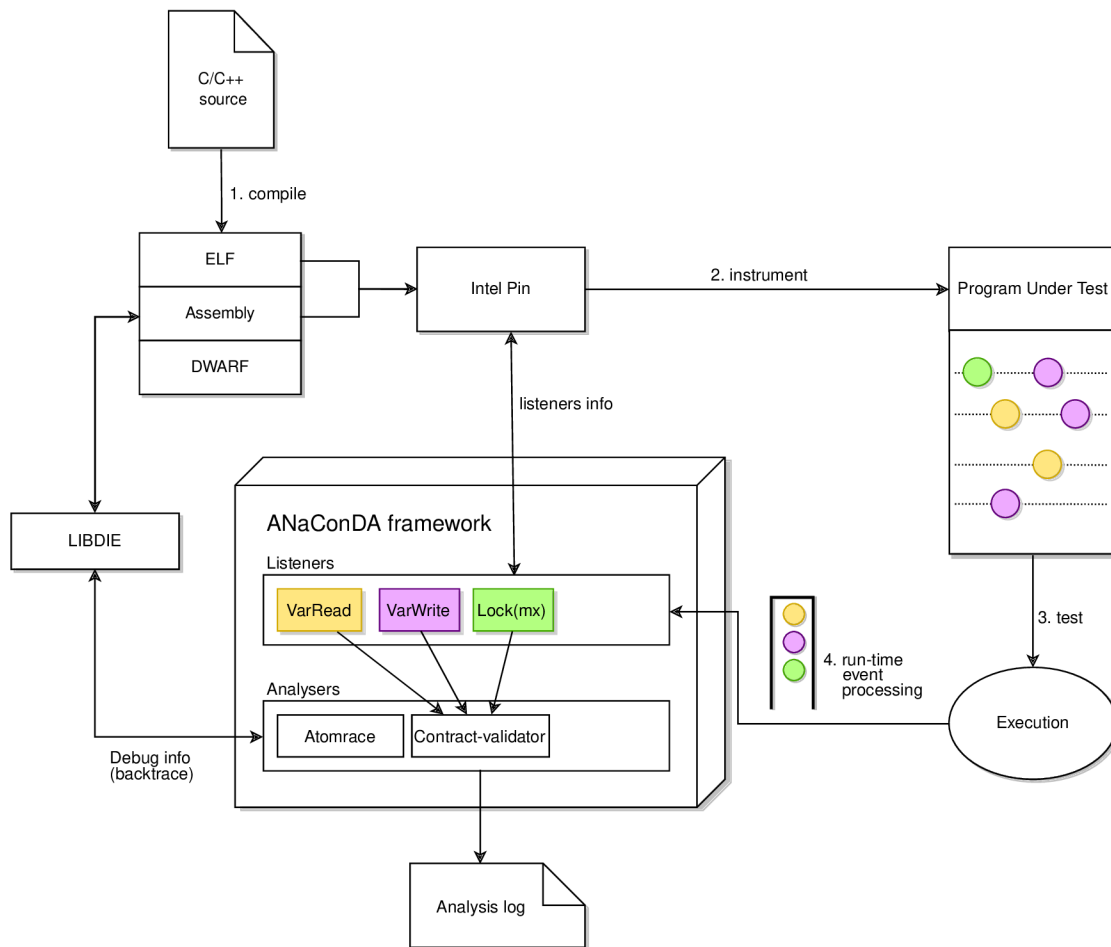 C/C++
source
1. compile
ELF
Assembly
DWARF
Intel Pin
2. instrument
Program Under Test
listeners info
LIBDIE
ANaConDA framework
Listeners
VarRead
VarWrite
Lock(mx)
3. test
4. run-time
event
processing
Analysers
Atomrace
Contract-validator
Execution
Debug info
(backtrace)
Analysis log